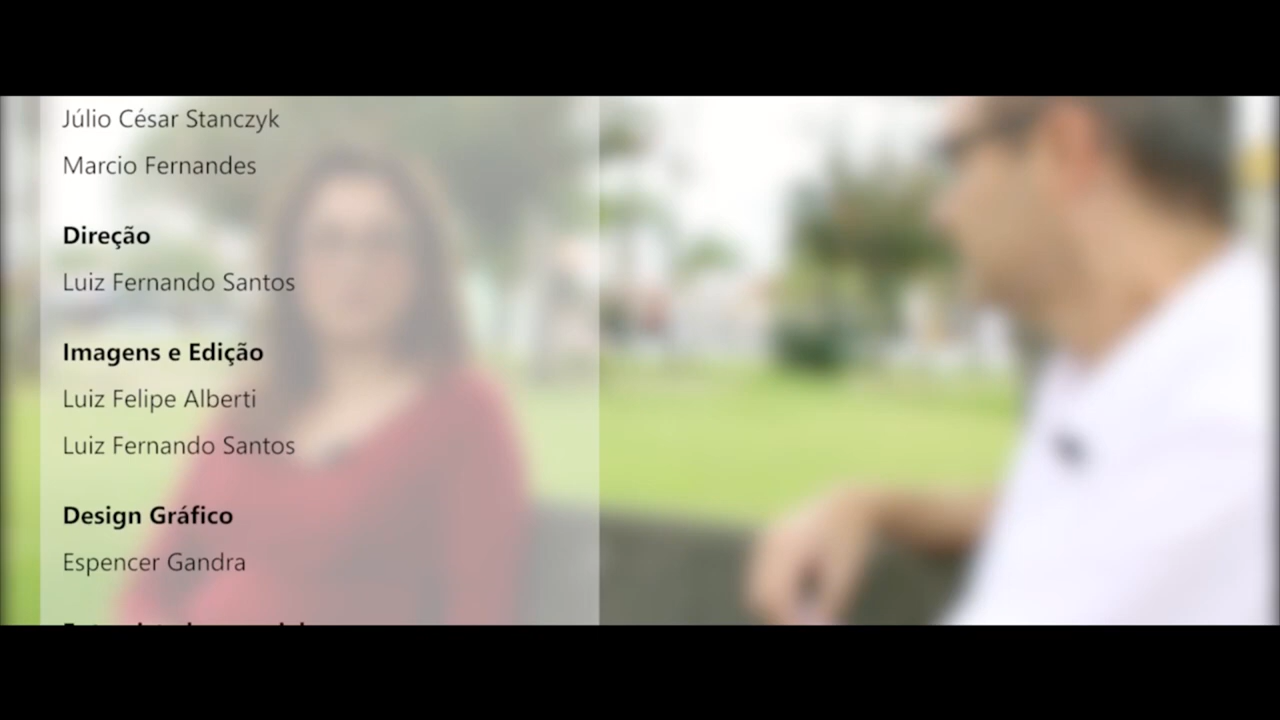 Júlio César Stanczyk
Marcio Fernandes
Direção
Luiz Fernando Santos
Imagens e Edição
Luiz Felipe Alberti
Luiz Fernando Santos
Design Gráfico
Espencer Gandra